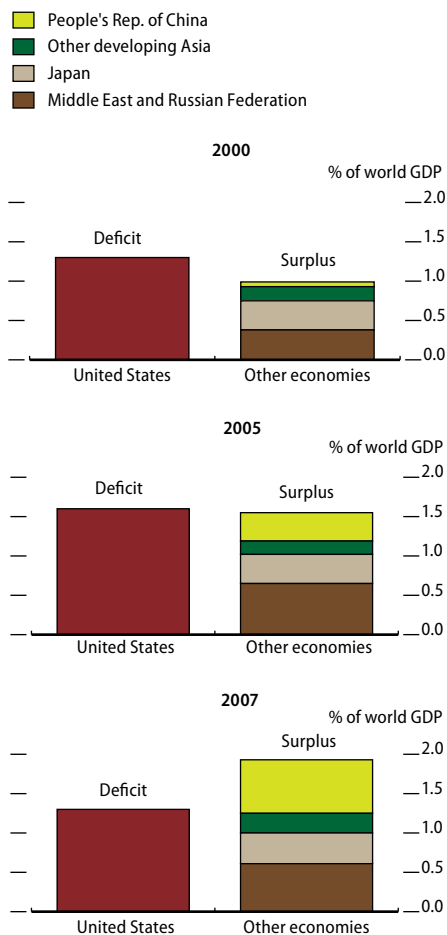 People's Rep. of China
Other developing Asia
Japan
Middle East and Russian Federation
2000
% of world GDP
2.0
Deficit
1.5
Surplus
1.0
0.5
0.0
United States
Other economies
2005
% of world GDP
2.0
Deficit
Surplus
1.5
1.0
0.5
0.0
United States
Other economies
2007
% of world GDP
Surplus
2.0
Deficit
1.5
1.0
0.5
0.0
United States
Other economies